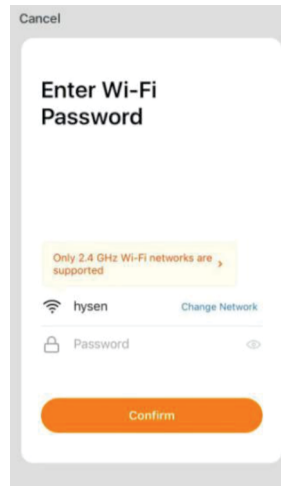 Cancel
Enter Wi-Fi
Password
Only 2.4 GHz Wi-Fi networks are
supported
hysen Change Network
Password
Confirm